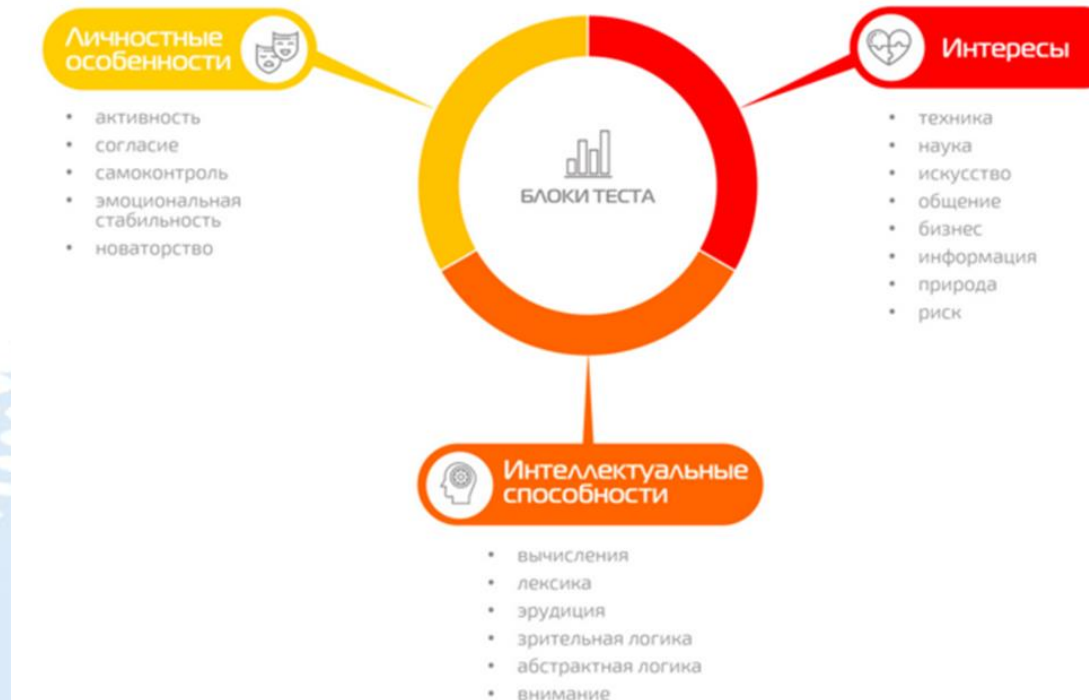 Личностные
особенности
• активность
• согласие
• самоконтроль
• эмоциональная
стабильность
• новаторство
БЛОКИ ТЕСТА
Интересы
• техника
• наука
• искусство
• общение
• бизнес
• информация
• природа
• риск
Интеллектуальные
способности
• вычисления
• лексика
• эрудиция
• зрительная логика
• абстрактная логика
• внимание